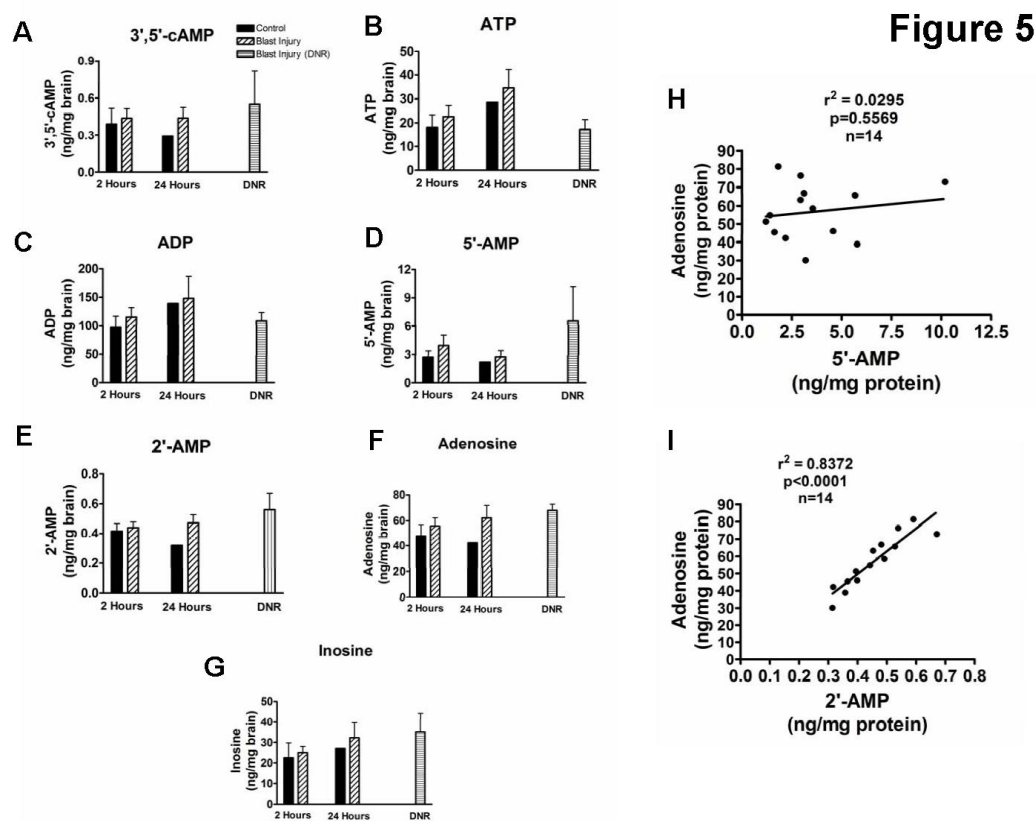 Figure 5
A
3',5'-cAMP
Control
Blast Injury
Blast Injury (DNR)
3',5'-cAMP
(ng/mg brain)
0.9
0.6
0.3
0.0
2 Hours
24 Hours
DNR
B
ATP
ATP
(ng/mg brain)
50
40
30
20
10
0
2 Hours
24 Hours
DNR
C
ADP
ADP
(ng/mg brain)
200
150
100
50
0
2 Hours
24 Hours
DNR
D
5'-AMP
5'-AMP
(ng/mg brain)
12
9
6
3
0
2 Hours
24 Hours
DNR
E
2'-AMP
2'-AMP
(ng/mg brain)
0.8
0.6
0.4
0.2
0.0
2 Hours
24 Hours
DNR
F
Adenosine
Adenosine
(ng/mg brain)
80
60
40
20
0
2 Hours
24 Hours
DNR
G
Inosine
Inosine
(ng/mg brain)
50
40
30
20
10
0
2 Hours
24 Hours
DNR
H
r² = 0.0295
p=0.5569
n=14
Adenosine
(ng/mg protein)
90
80
70
60
50
40
30
20
10
0
0.0 2.5 5.0 7.5 10.0 12.5
5'-AMP
(ng/mg protein)
I
r² = 0.8372
p<0.0001
n=14
Adenosine
(ng/mg protein)
90
80
70
60
50
40
30
20
10
0
0.0 0.1 0.2 0.3 0.4 0.5 0.6 0.7 0.8
2'-AMP
(ng/mg protein)